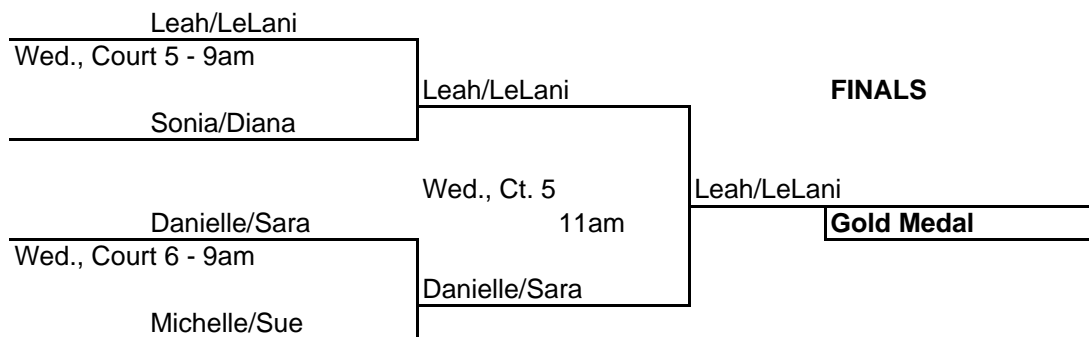 Leah/LeLani
Wed., Court 5 - 9am
Leah/LeLani
FINALS
Sonia/Diana
Wed., Ct. 5
Leah/LeLani
Danielle/Sara
11am
Gold Medal
Wed., Court 6 - 9am
Danielle/Sara
Michelle/Sue